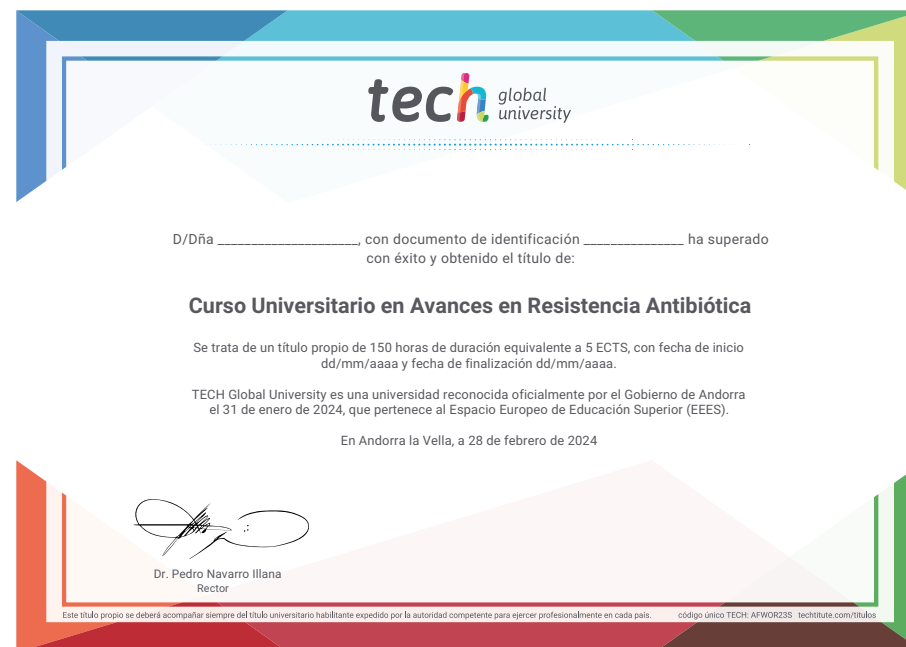 tech global
university
D/Dña _____________________, con documento de identificación _______________ ha superado
con éxito y obtenido el título de:
Curso Universitario en Avances en Resistencia Antibiótica
Se trata de un título propio de 150 horas de duración equivalente a 5 ECTS, con fecha de inicio
dd/mm/aaaa y fecha de finalización dd/mm/aaaa.
TECH Global University es una universidad reconocida oficialmente por el Gobierno de Andorra
el 31 de enero de 2024, que pertenece al Espacio Europeo de Educación Superior (EEES).
En Andorra la Vella, a 28 de febrero de 2024
Dr. Pedro Navarro Illana
Rector
Este título propio se deberá acompañar siempre del título universitario habilitante expedido por la autoridad competente para ejercer profesionalmente en cada país. código único TECH: AFWOR23S techtitute.com/titulos